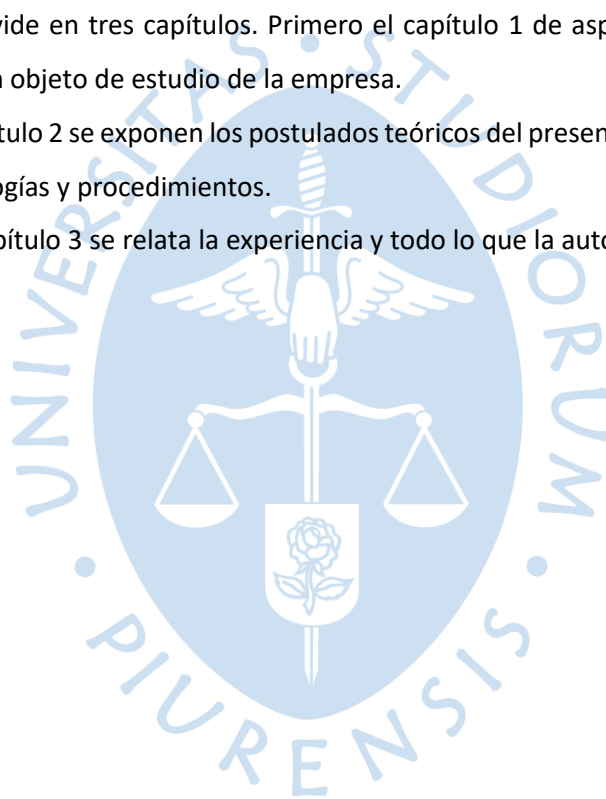 vide en tres capítulos. Primero el capítulo 1 de asp
objeto de estudio de la empresa.
tulo 2 se exponen los postulados teóricos del presen
ogías y procedimientos.
pítulo 3 se relata la experiencia y todo lo que la auto
UNIVERSITAS • STUDIORUM • PIURENSIS •